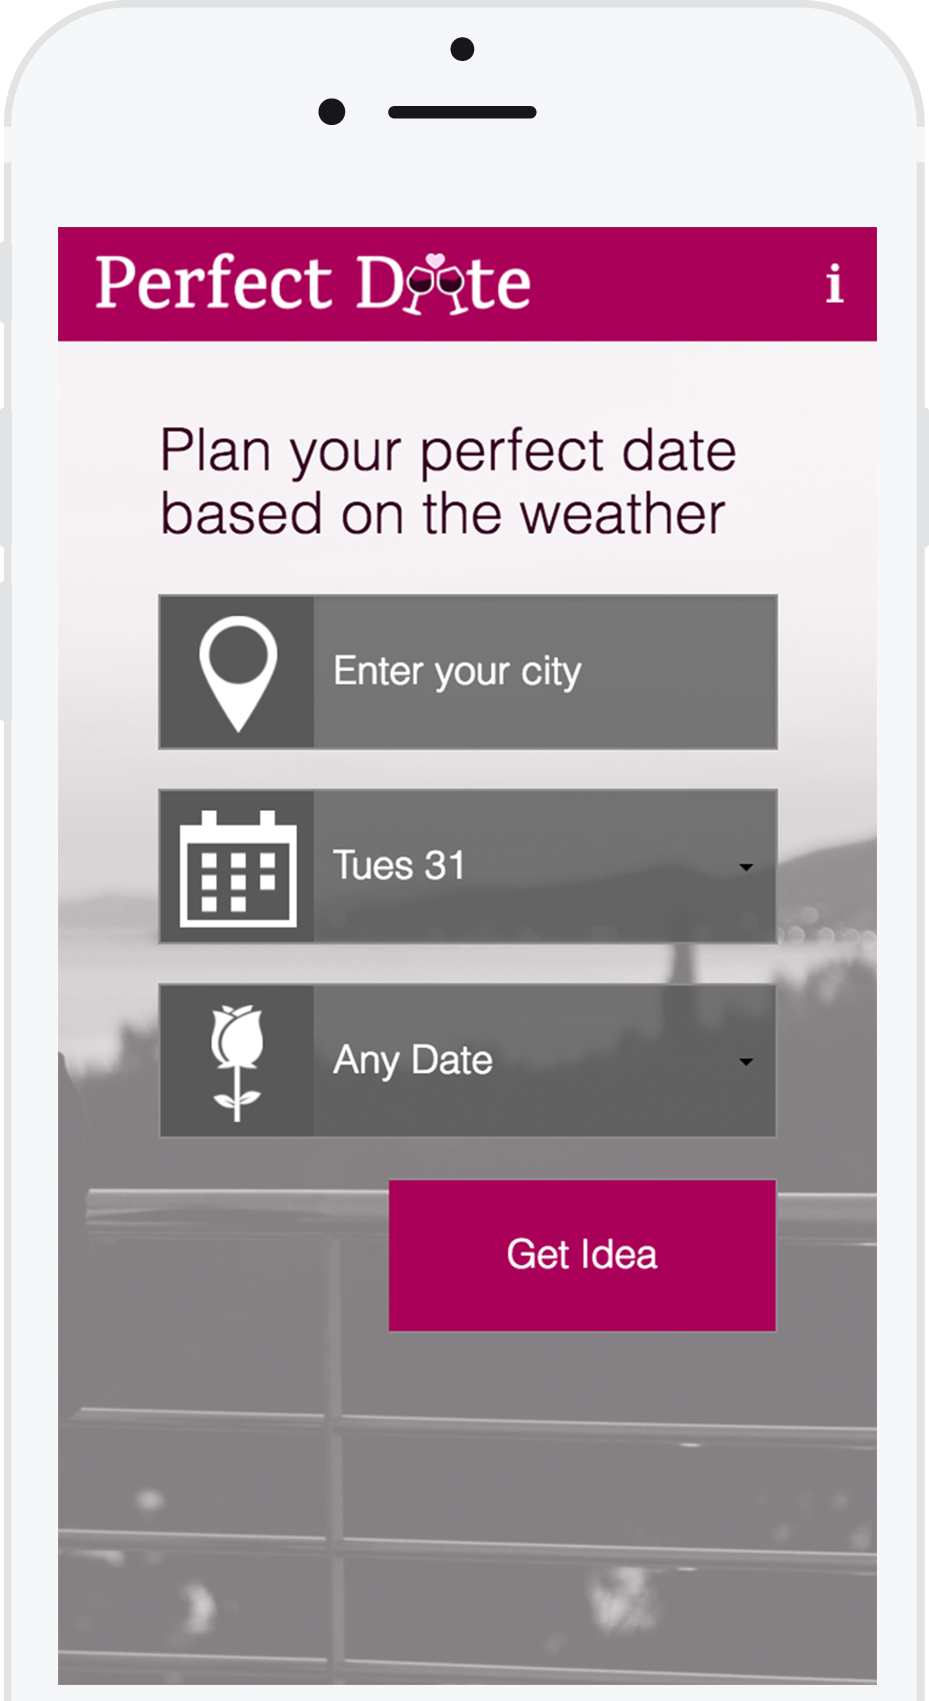 Perfect Date
i
Plan your perfect date
based on the weather
Enter your city
Tues 31
Any Date
Get Idea